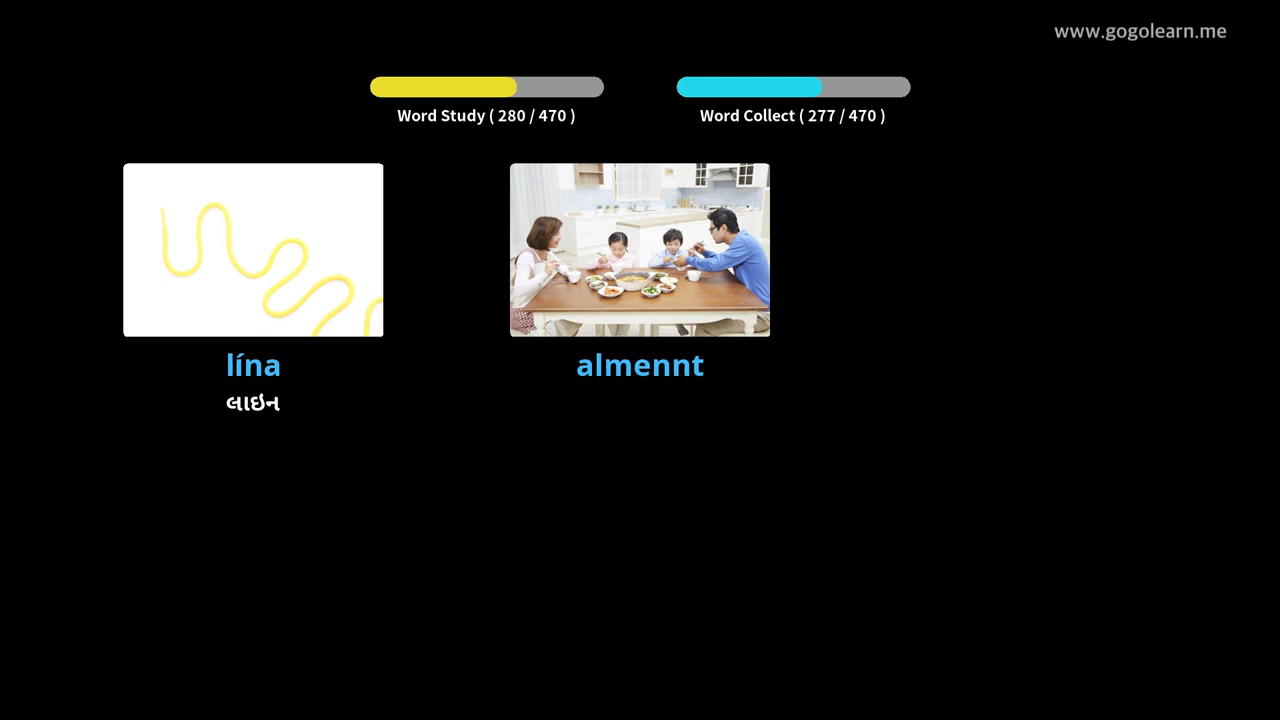 www.gogolearn.me
Word Study ( 280 / 470 )
Word Collect ( 277 / 470 )
lína
almennt
લાઇન